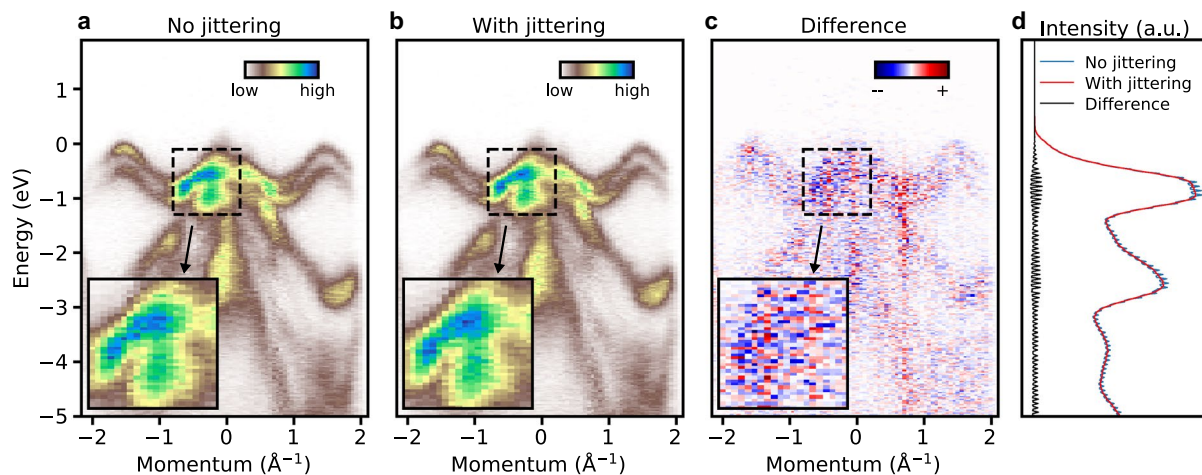 a No jittering
b With jittering
c Difference
d Intensity (a.u.)
low high
low high
-- +
No jittering
With jittering
Difference
Energy (eV)
1
0
−1
−2
−3
−4
−5
−2 −1 0 1 2
Momentum (Å⁻¹)
−2 −1 0 1 2
Momentum (Å⁻¹)
−2 −1 0 1 2
Momentum (Å⁻¹)